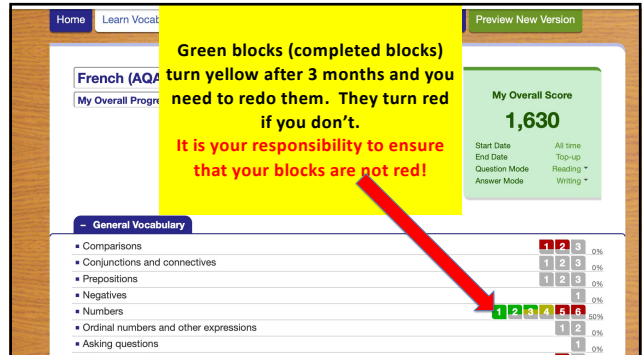 Home
Learn Vocab
Preview New Version
Green blocks (completed blocks)
turn yellow after 3 months and you
need to redo them. They turn red
if you don't.
It is your responsibility to ensure
that your blocks are not red!
French (AQA
My Overall Progre
My Overall Score
1,630
Start Date All time
End Date Top-up
Question Mode Reading
Answer Mode Writing
– General Vocabulary
Comparisons 1 2 3 0%
Conjunctions and connectives 1 2 3 0%
Prepositions 1 2 3 0%
Negatives 1 0%
Numbers 1 2 3 4 5 6 50%
Ordinal numbers and other expressions 1 2 0%
Asking questions 1 0%